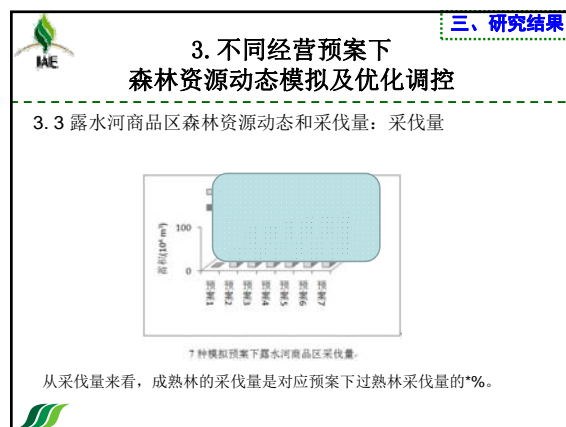 三、研究结果
IAE
3.不同经营预案下
森林资源动态模拟及优化调控
3.3 露水河商品区森林资源动态和采伐量：采伐量
100
0
蓄积(10⁴ m³)
预案1
预案2
预案3
预案4
预案5
预案6
预案7
7 种模拟预案下露水河商品区采伐量
从采伐量来看，成熟林的采伐量是对应预案下过熟林采伐量的*%。